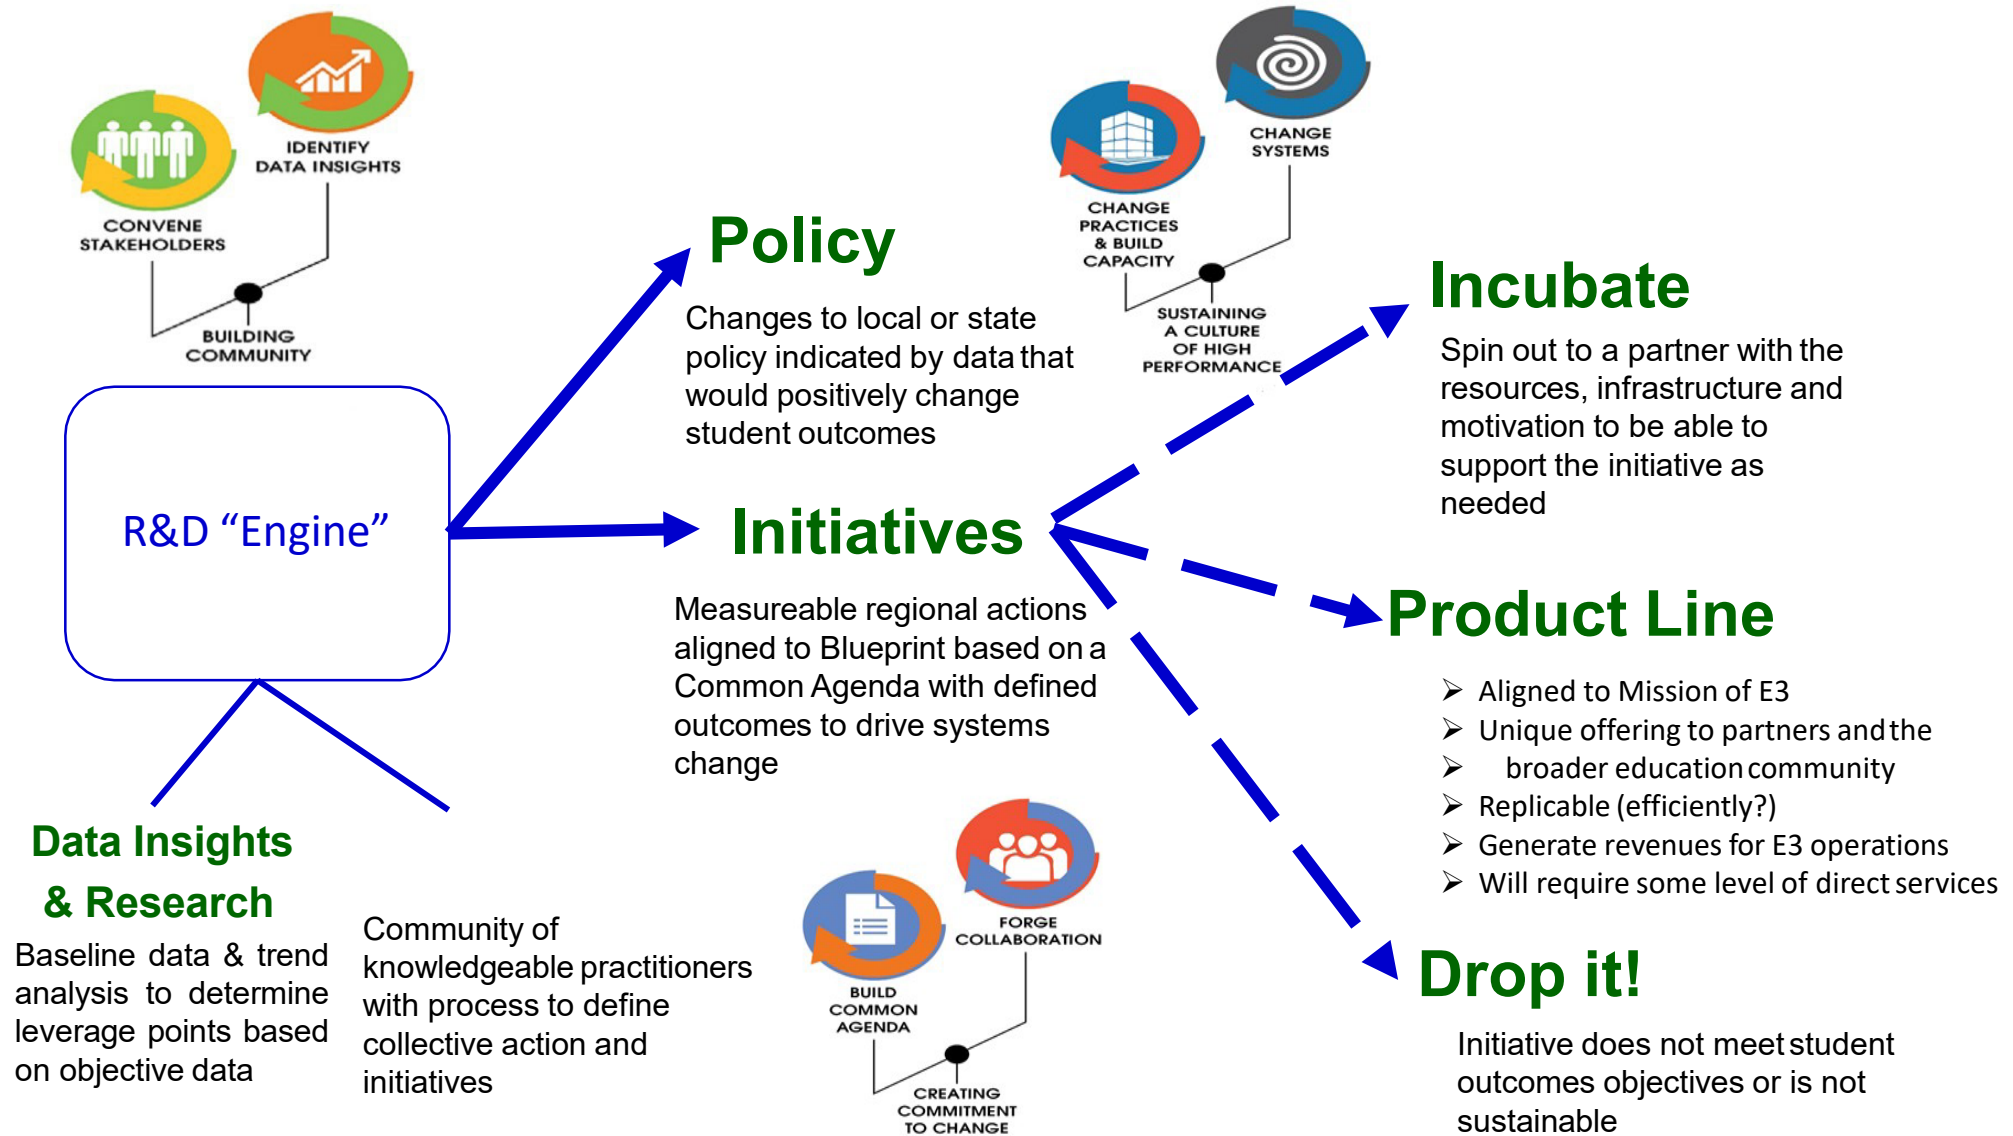 IDENTIFY
DATA INSIGHTS
CONVENE
STAKEHOLDERS
BUILDING
COMMUNITY
R&D “Engine”
Data Insights
& Research
Baseline data & trend
analysis to determine
leverage points based
on objective data
Community of
knowledgeable practitioners
with process to define
collective action and
initiatives
Policy
Changes to local or state
policy indicated by data that
would positively change
student outcomes
Initiatives
Measureable regional actions
aligned to Blueprint based on a
Common Agenda with defined
outcomes to drive systems
change
FORGE
COLLABORATION
BUILD
COMMON
AGENDA
CREATING
COMMITMENT
TO CHANGE
CHANGE
SYSTEMS
CHANGE
PRACTICES
& BUILD
CAPACITY
SUSTAINING
A CULTURE
OF HIGH
PERFORMANCE
Incubate
Spin out to a partner with the
resources, infrastructure and
motivation to be able to
support the initiative as
needed
Product Line
➢ Aligned to Mission of E3
➢ Unique offering to partners and the
➢ broader education community
➢ Replicable (efficiently?)
➢ Generate revenues for E3 operations
➢ Will require some level of direct services
Drop it!
Initiative does not meet student
outcomes objectives or is not
sustainable